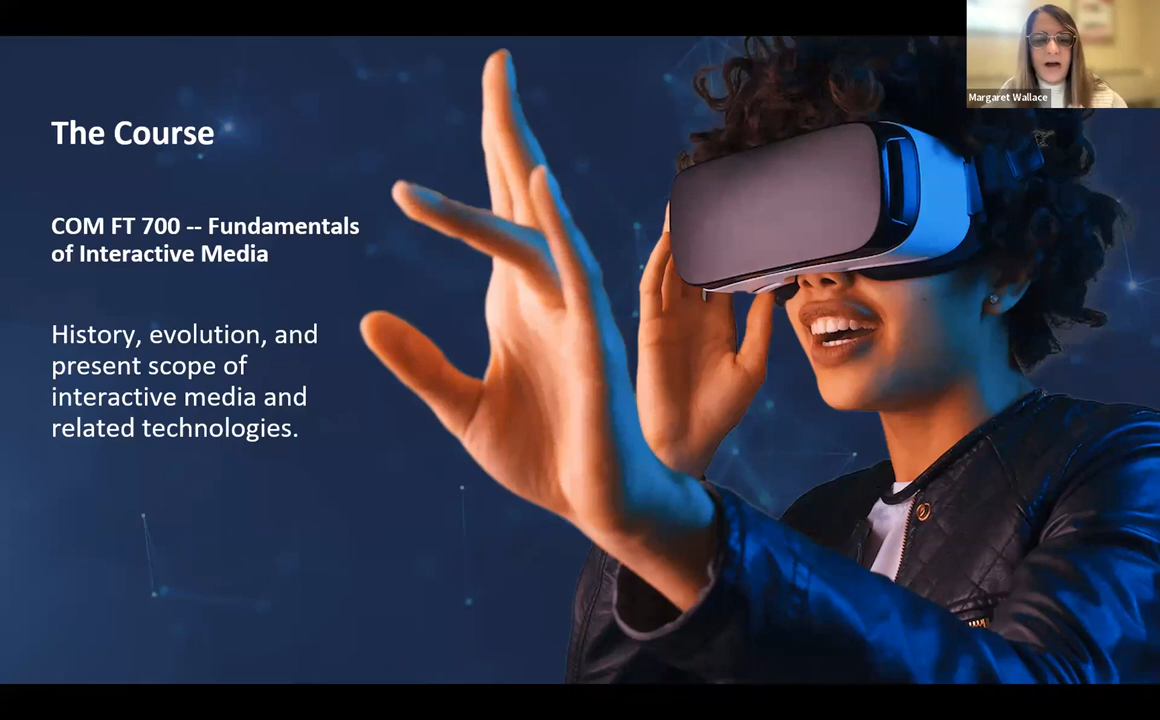 The Course
COM FT 700 -- Fundamentals
of Interactive Media
History, evolution, and
present scope of
interactive media and
related technologies.
Margaret Wallace